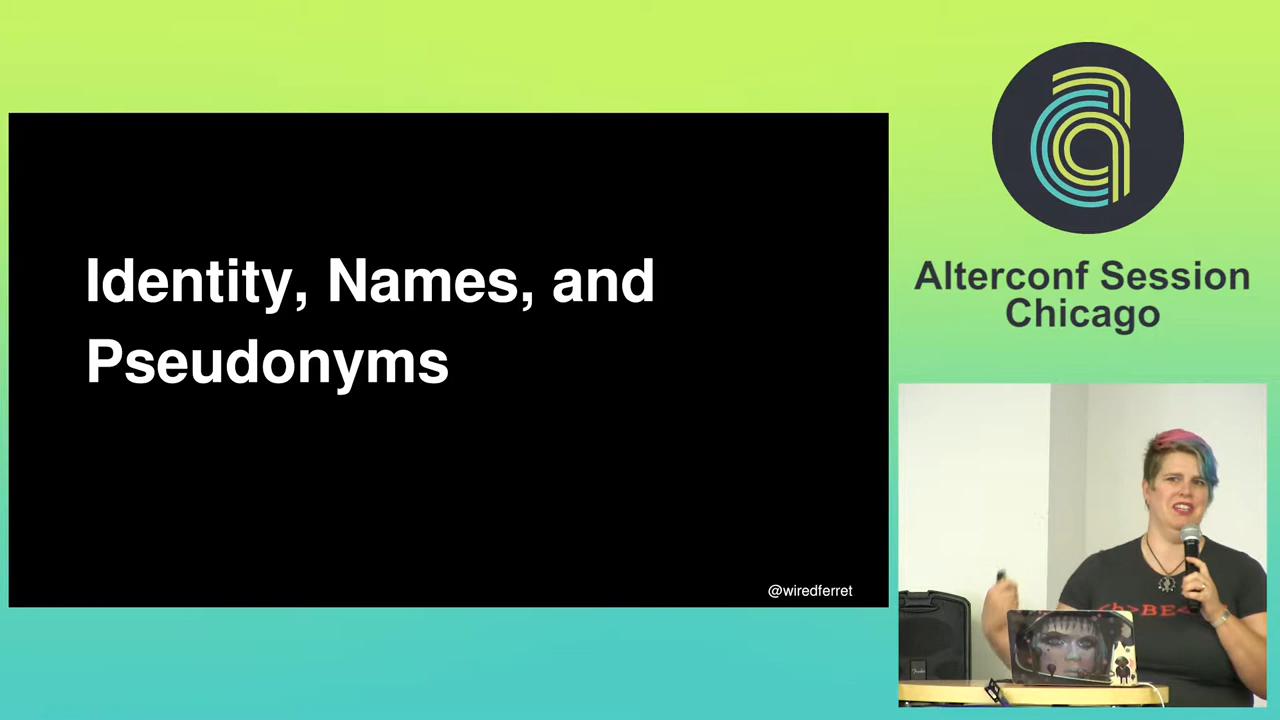 Identity, Names, and
Pseudonyms
@wiredferret
Alterconf Session
Chicago